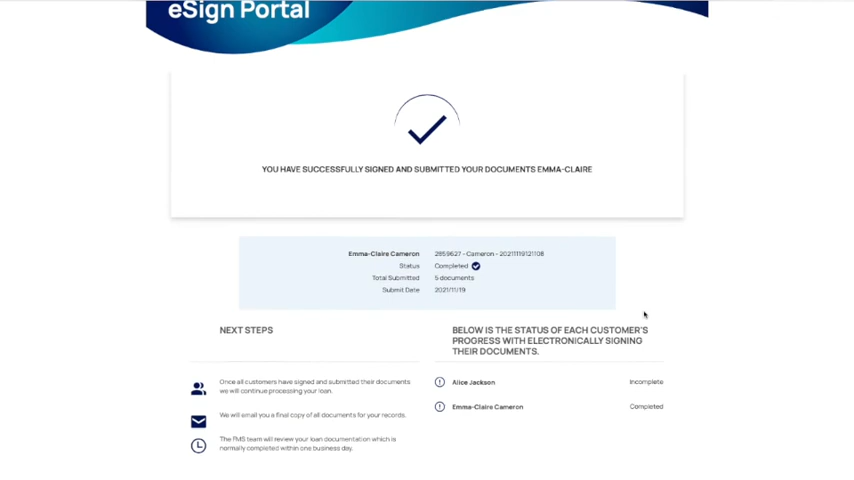 eSign Portal
YOU HAVE SUCCESSFULLY SIGNED AND SUBMITTED YOUR DOCUMENTS EMMA-CLAIRE
Emma-Claire Cameron 2859627 - Cameron - 20211119121108
Status Completed
Total Submitted 5 documents
Submit Date 2021/11/19
NEXT STEPS
Once all customers have signed and submitted their documents
we will continue processing your loan.
We will email you a final copy of all documents for your records.
The FMS team will review your loan documentation which is
normally completed within one business day.
BELOW IS THE STATUS OF EACH CUSTOMER'S
PROGRESS WITH ELECTRONICALLY SIGNING
THEIR DOCUMENTS.
Alice Jackson Incomplete
Emma-Claire Cameron Completed